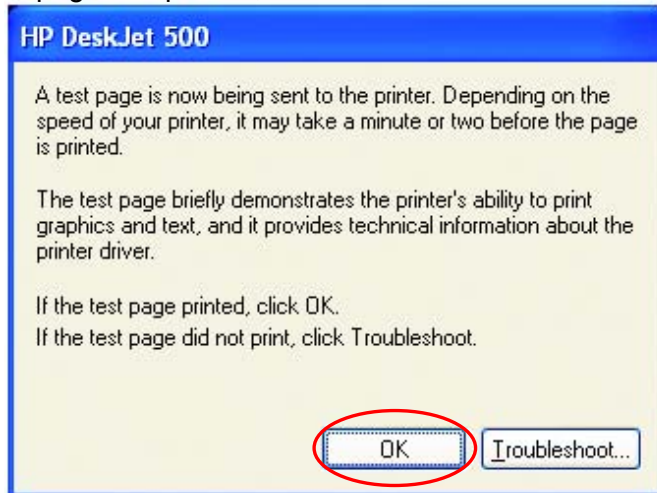 HP DeskJet 500
A test page is now being sent to the printer. Depending on the
speed of your printer, it may take a minute or two before the page
is printed.
The test page briefly demonstrates the printer's ability to print
graphics and text, and it provides technical information about the
printer driver.
If the test page printed, click OK.
If the test page did not print, click Troubleshoot.
OK Troubleshoot...